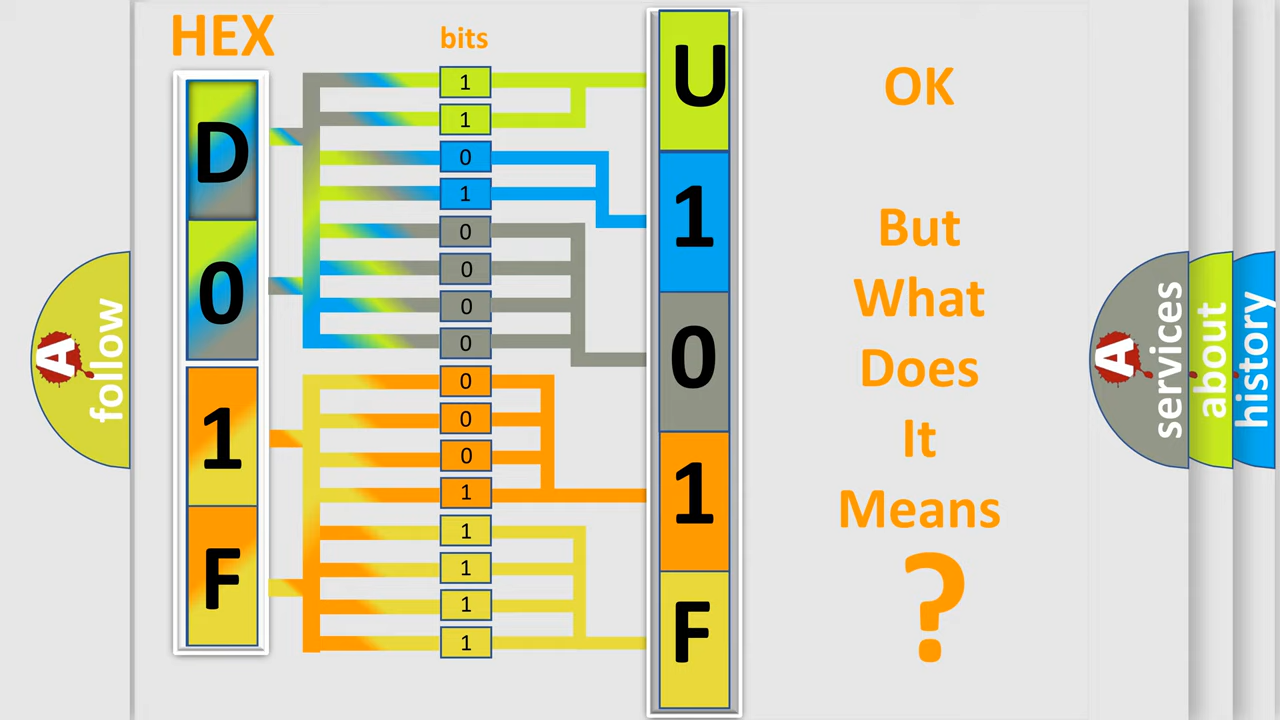 HEX
bits
D
0
1
F
1
1
0
1
0
0
0
0
0
0
0
1
1
1
1
1
U
1
0
1
F
OK
But
What
Does
It
Means
?
A
follow
A
services
about
history